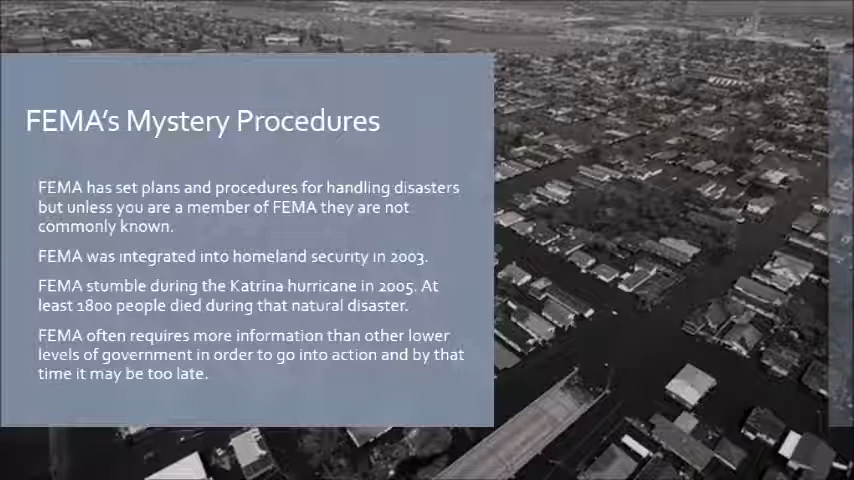 FEMA's Mystery Procedures
FEMA has set plans and procedures for handling disasters
but unless you are a member of FEMA they are not
commonly known.
FEMA was integrated into homeland security in 2003.
FEMA stumble during the Katrina hurricane in 2005. At
least 1800 people died during that natural disaster.
FEMA often requires more information than other lower
levels of government in order to go into action and by that
time it may be too late.